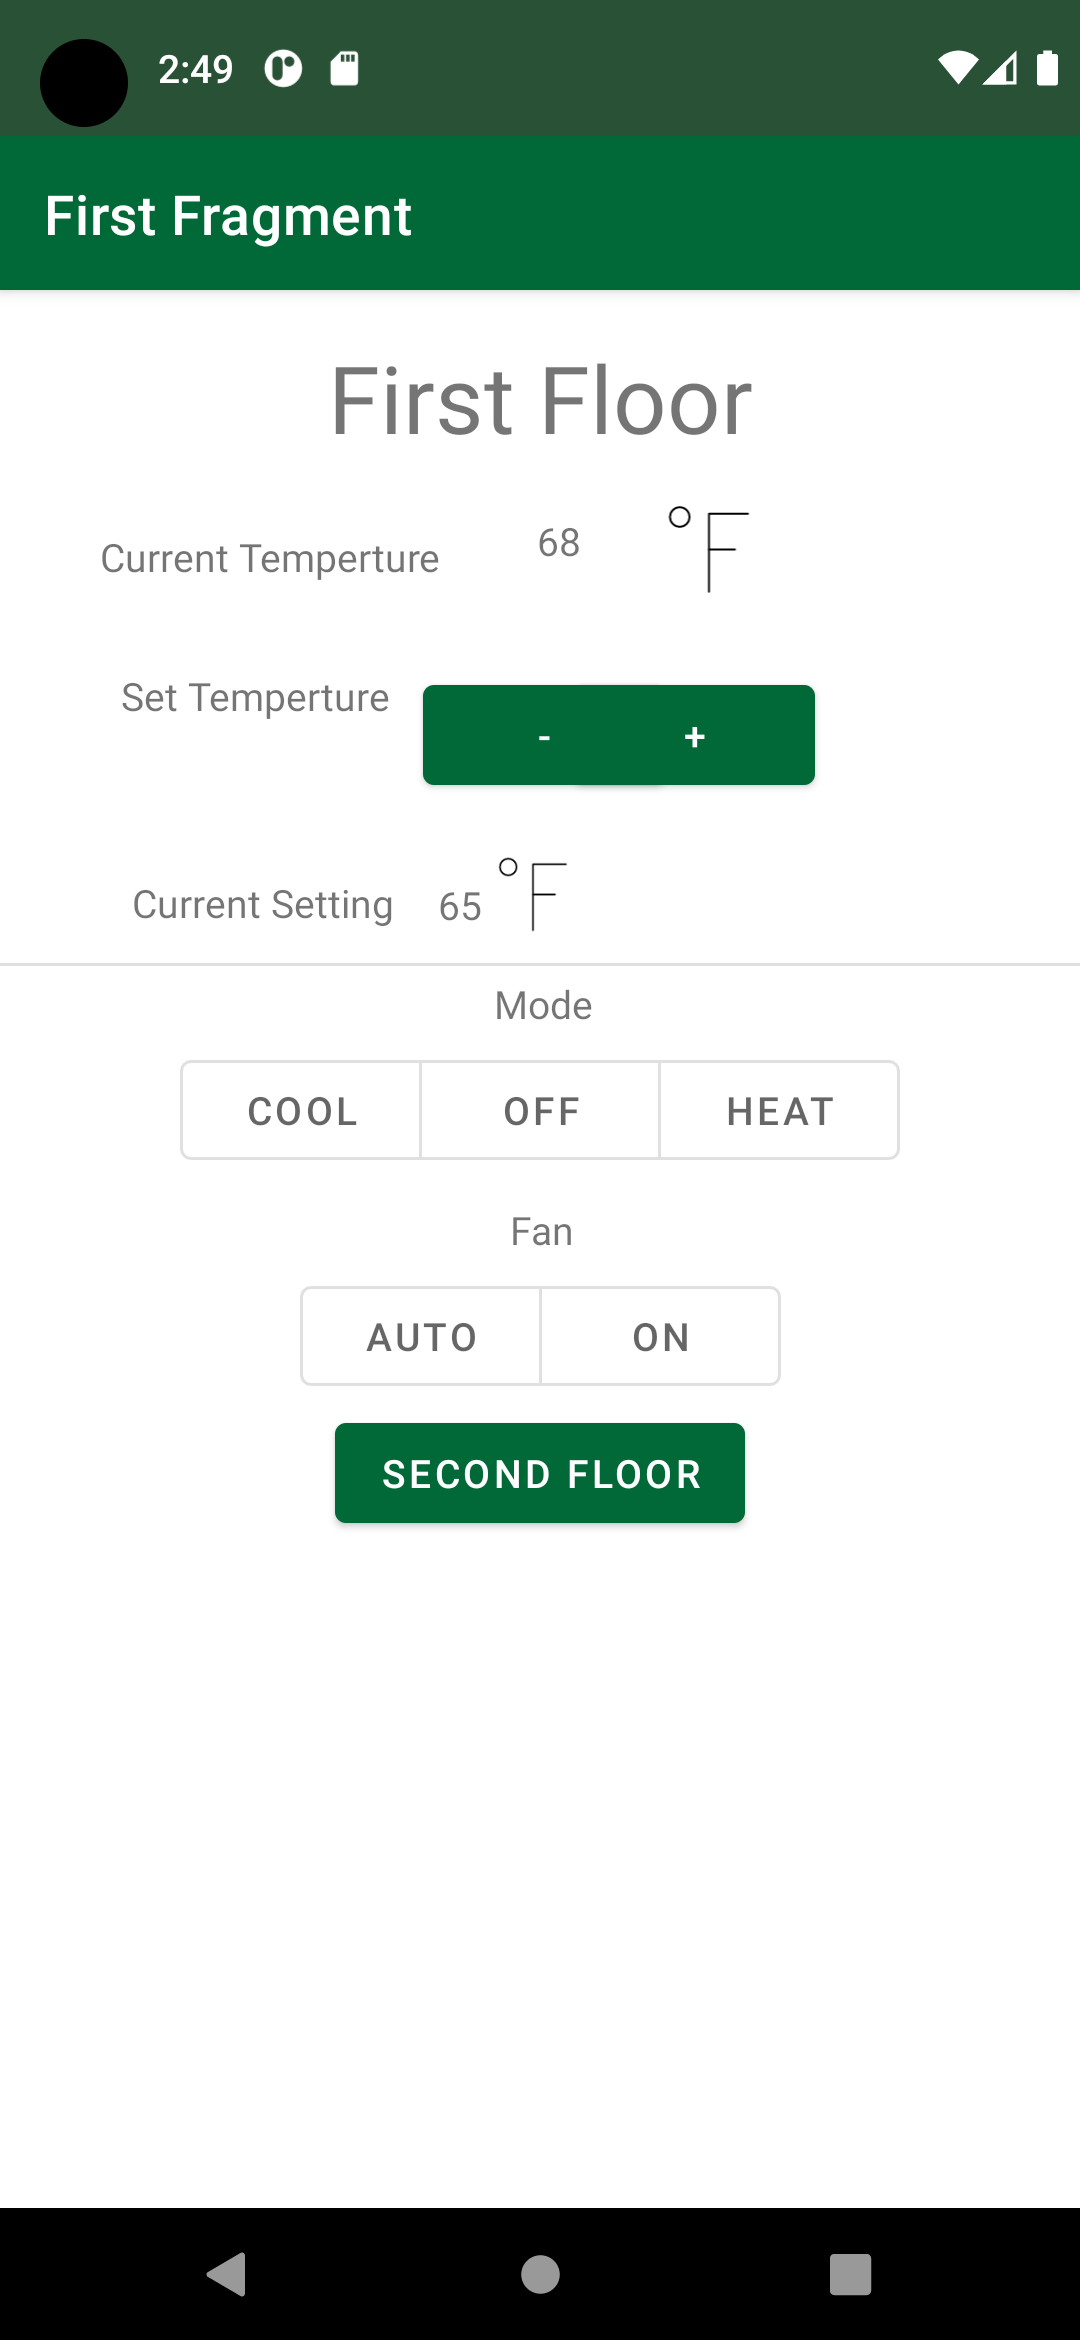 2:49
First Fragment
First Floor
Current Temperture 68 °F
Set Temperture - +
Current Setting 65 °F
Mode
COOL OFF HEAT
Fan
AUTO ON
SECOND FLOOR